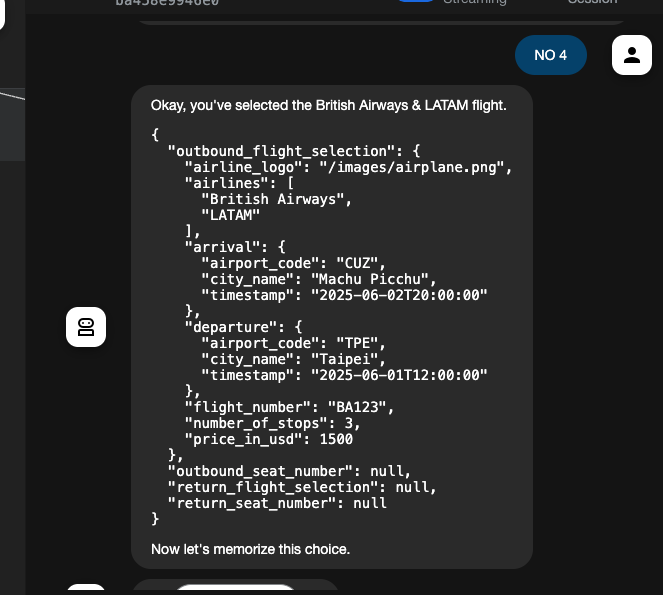 Streaming
Session
NO 4
Okay, you've selected the British Airways & LATAM flight.
{
  "outbound_flight_selection": {
    "airline_logo": "/images/airplane.png",
    "airlines": [
      "British Airways",
      "LATAM"
    ],
    "arrival": {
      "airport_code": "CUZ",
      "city_name": "Machu Picchu",
      "timestamp": "2025-06-02T20:00:00"
    },
    "departure": {
      "airport_code": "TPE",
      "city_name": "Taipei",
      "timestamp": "2025-06-01T12:00:00"
    },
    "flight_number": "BA123",
    "number_of_stops": 3,
    "price_in_usd": 1500
  },
  "outbound_seat_number": null,
  "return_flight_selection": null,
  "return_seat_number": null
}
Now let's memorize this choice.